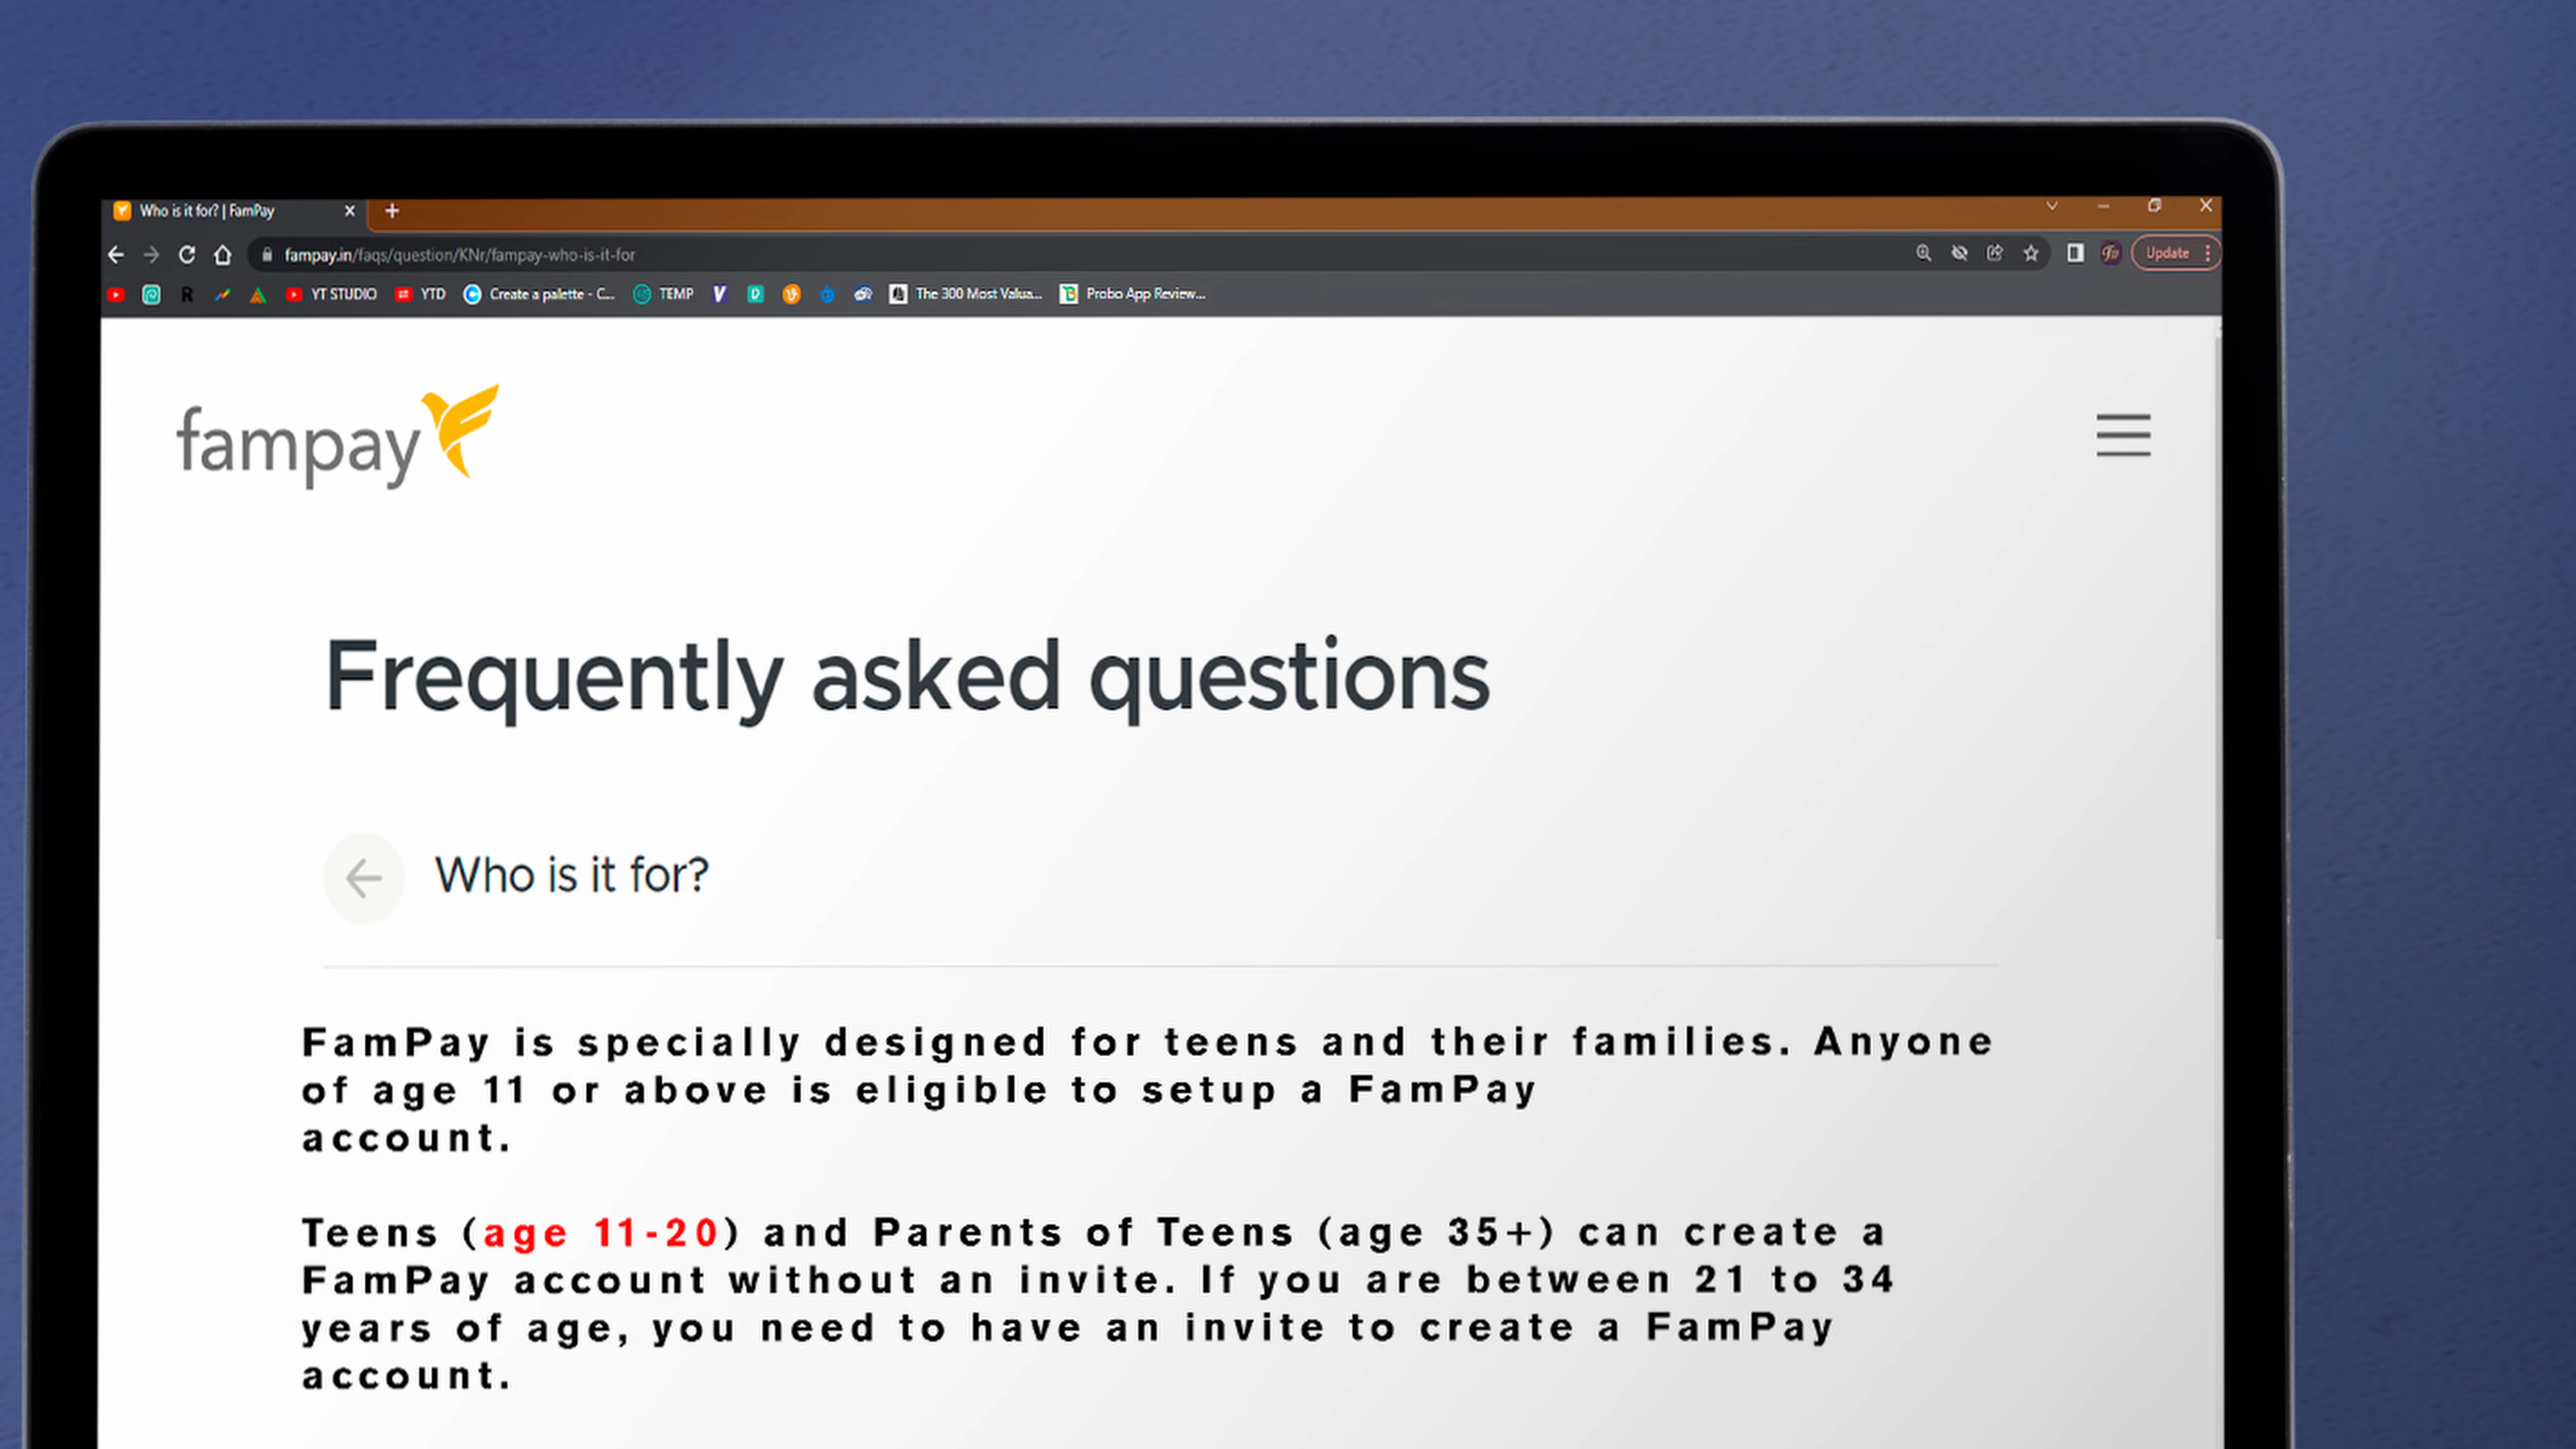 Who is it for? | FamPay
fampay.in/faqs/question/KNr/fampay-who-is-it-for
Update
YT STUDIO
YTD
Create a palette - C...
TEMP
The 300 Most Valua...
Probo App Review...
fampay
Frequently asked questions
Who is it for?
FamPay is specially designed for teens and their families. Anyone
of age 11 or above is eligible to setup a FamPay
account.
Teens (age 11-20) and Parents of Teens (age 35+) can create a
FamPay account without an invite. If you are between 21 to 34
years of age, you need to have an invite to create a FamPay
account.